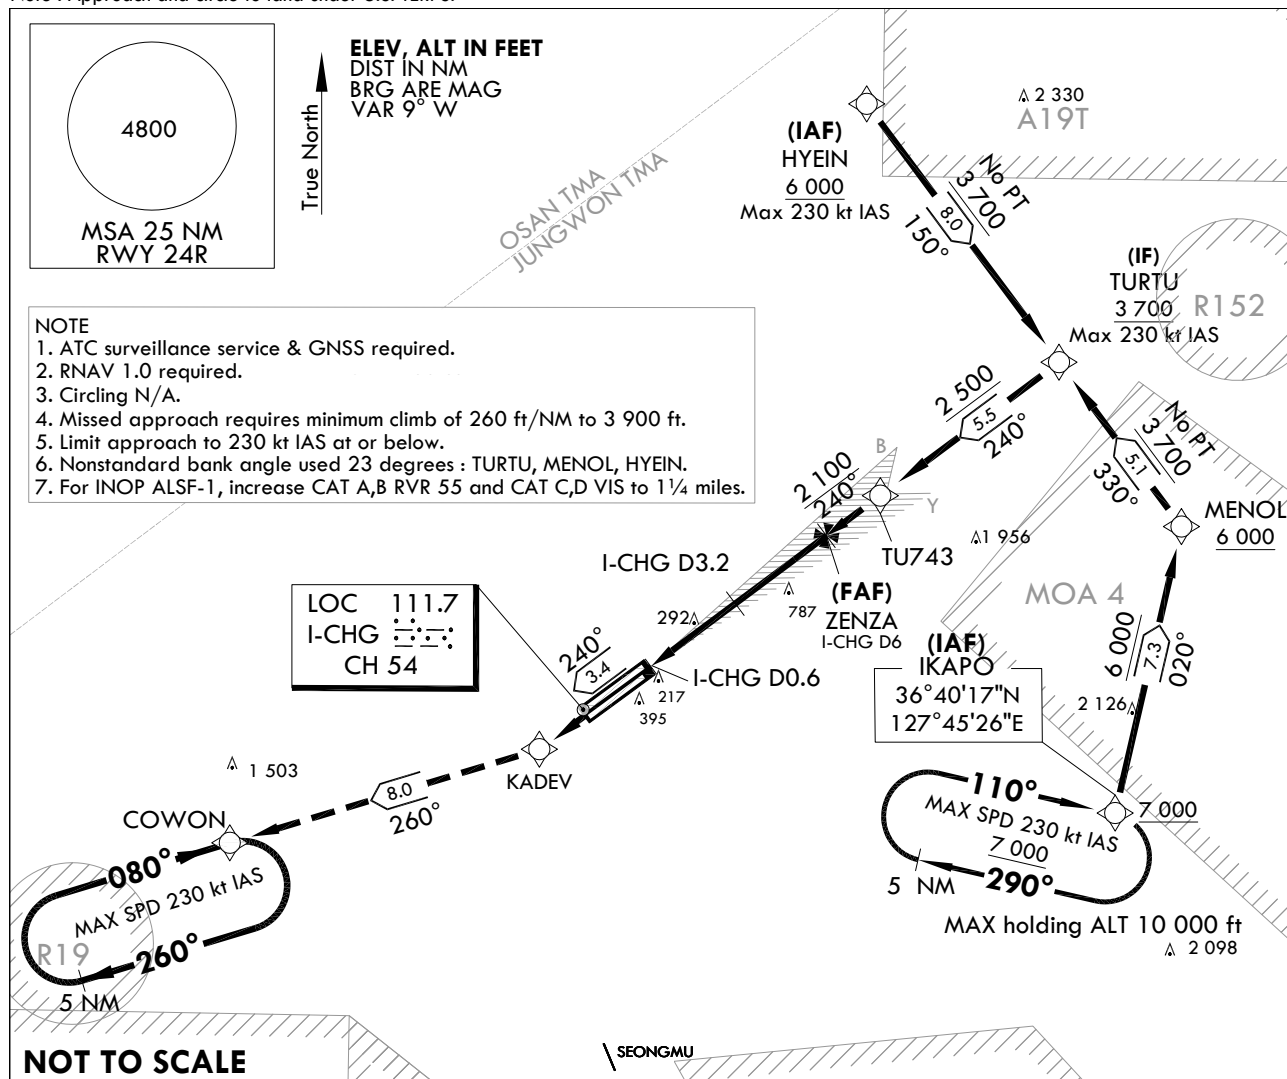 4800
MSA 25 NM
RWY 24R
True North
ELEV, ALT IN FEET
DIST IN NM
BRG ARE MAG
VAR 9° W
OSAN TMA
JUNGWON TMA
(IAF)
HYEIN
6 000
Max 230 kt IAS
2 330
A19T
No PT
3 700
8.0
150°
(IF)
TURTU
3 700
Max 230 kt IAS
R152
NOTE
1. ATC surveillance service & GNSS required.
2. RNAV 1.0 required.
3. Circling N/A.
4. Missed approach requires minimum climb of 260 ft/NM to 3 900 ft.
5. Limit approach to 230 kt IAS at or below.
6. Nonstandard bank angle used 23 degrees : TURTU, MENOL, HYEIN.
7. For INOP ALSF-1, increase CAT A,B RVR 55 and CAT C,D VIS to 1¼ miles.
2 500
5.5
240°
No PT
3 700
5.1
330°
B
2 100
240°
Y
TU743
1 956
MENOL
6 000
I-CHG D3.2
(FAF)
ZENZA
I-CHG D6
787
292
MOA 4
LOC 111.7
I-CHG
CH 54
240°
3.4
I-CHG D0.6
217
395
(IAF)
IKAPO
36°40'17"N
127°45'26"E
6 000
7.3
020°
2 126
1 503
KADEV
8.0
260°
COWON
080°
MAX SPD 230 kt IAS
260°
R19
5 NM
110°
MAX SPD 230 kt IAS
7 000
290°
5 NM
7 000
MAX holding ALT 10 000 ft
2 098
SEONGMU
NOT TO SCALE